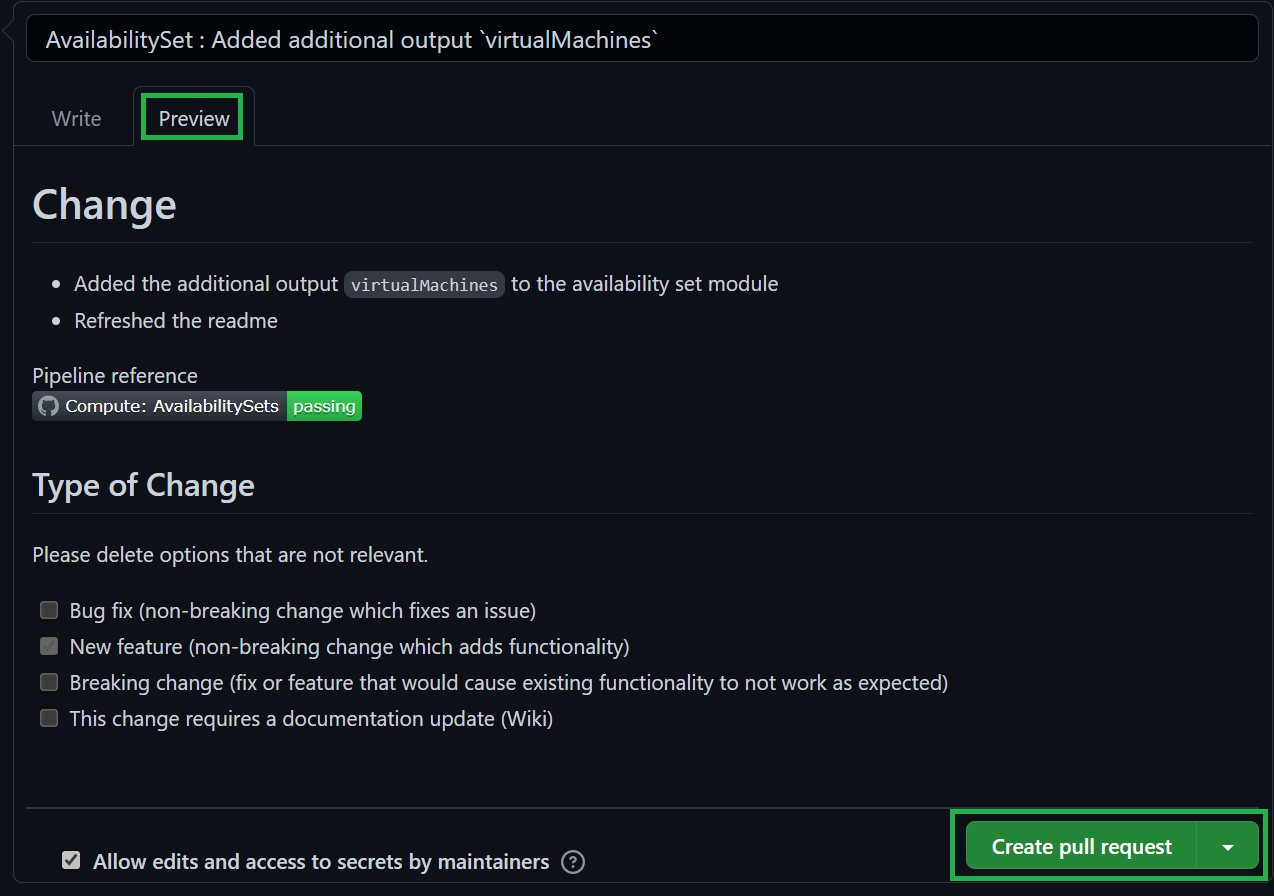 AvailabilitySet : Added additional output `virtualMachines`
Write
Preview
Change
Added the additional output virtualMachines to the availability set module
Refreshed the readme
Pipeline reference
Compute: AvailabilitySets passing
Type of Change
Please delete options that are not relevant.
Bug fix (non-breaking change which fixes an issue)
New feature (non-breaking change which adds functionality)
Breaking change (fix or feature that would cause existing functionality to not work as expected)
This change requires a documentation update (Wiki)
Allow edits and access to secrets by maintainers ?
Create pull request